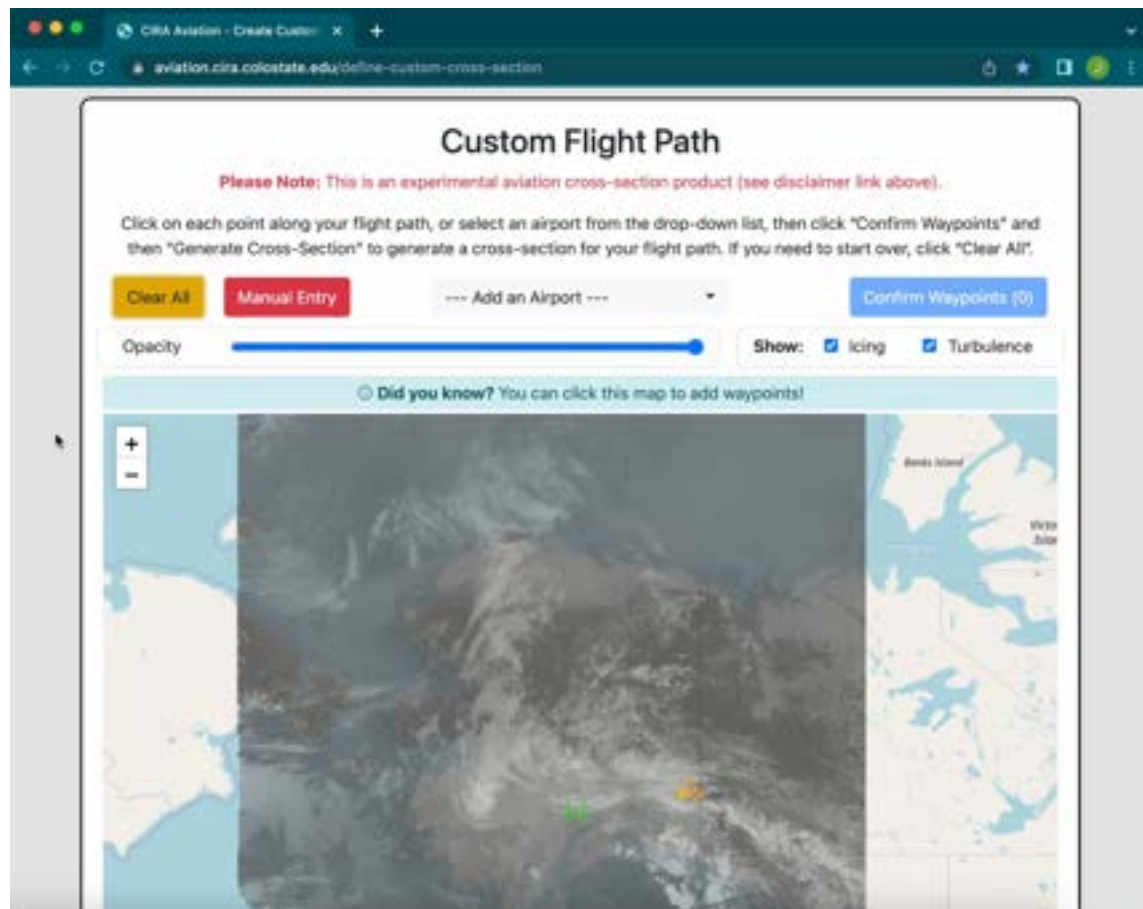 CIRA Aviation - Create Custom
aviation.cira.colostate.edu/define-custom-cross-section
Custom Flight Path
Please Note: This is an experimental aviation cross-section product (see disclaimer link above).
Click on each point along your flight path, or select an airport from the drop-down list, then click "Confirm Waypoints" and
then "Generate Cross-Section" to generate a cross-section for your flight path. If you need to start over, click "Clear All".
Clear All Manual Entry --- Add an Airport --- Confirm Waypoints (0)
Opacity Show: Icing Turbulence
Did you know? You can click this map to add waypoints!
+
−
Banks Island